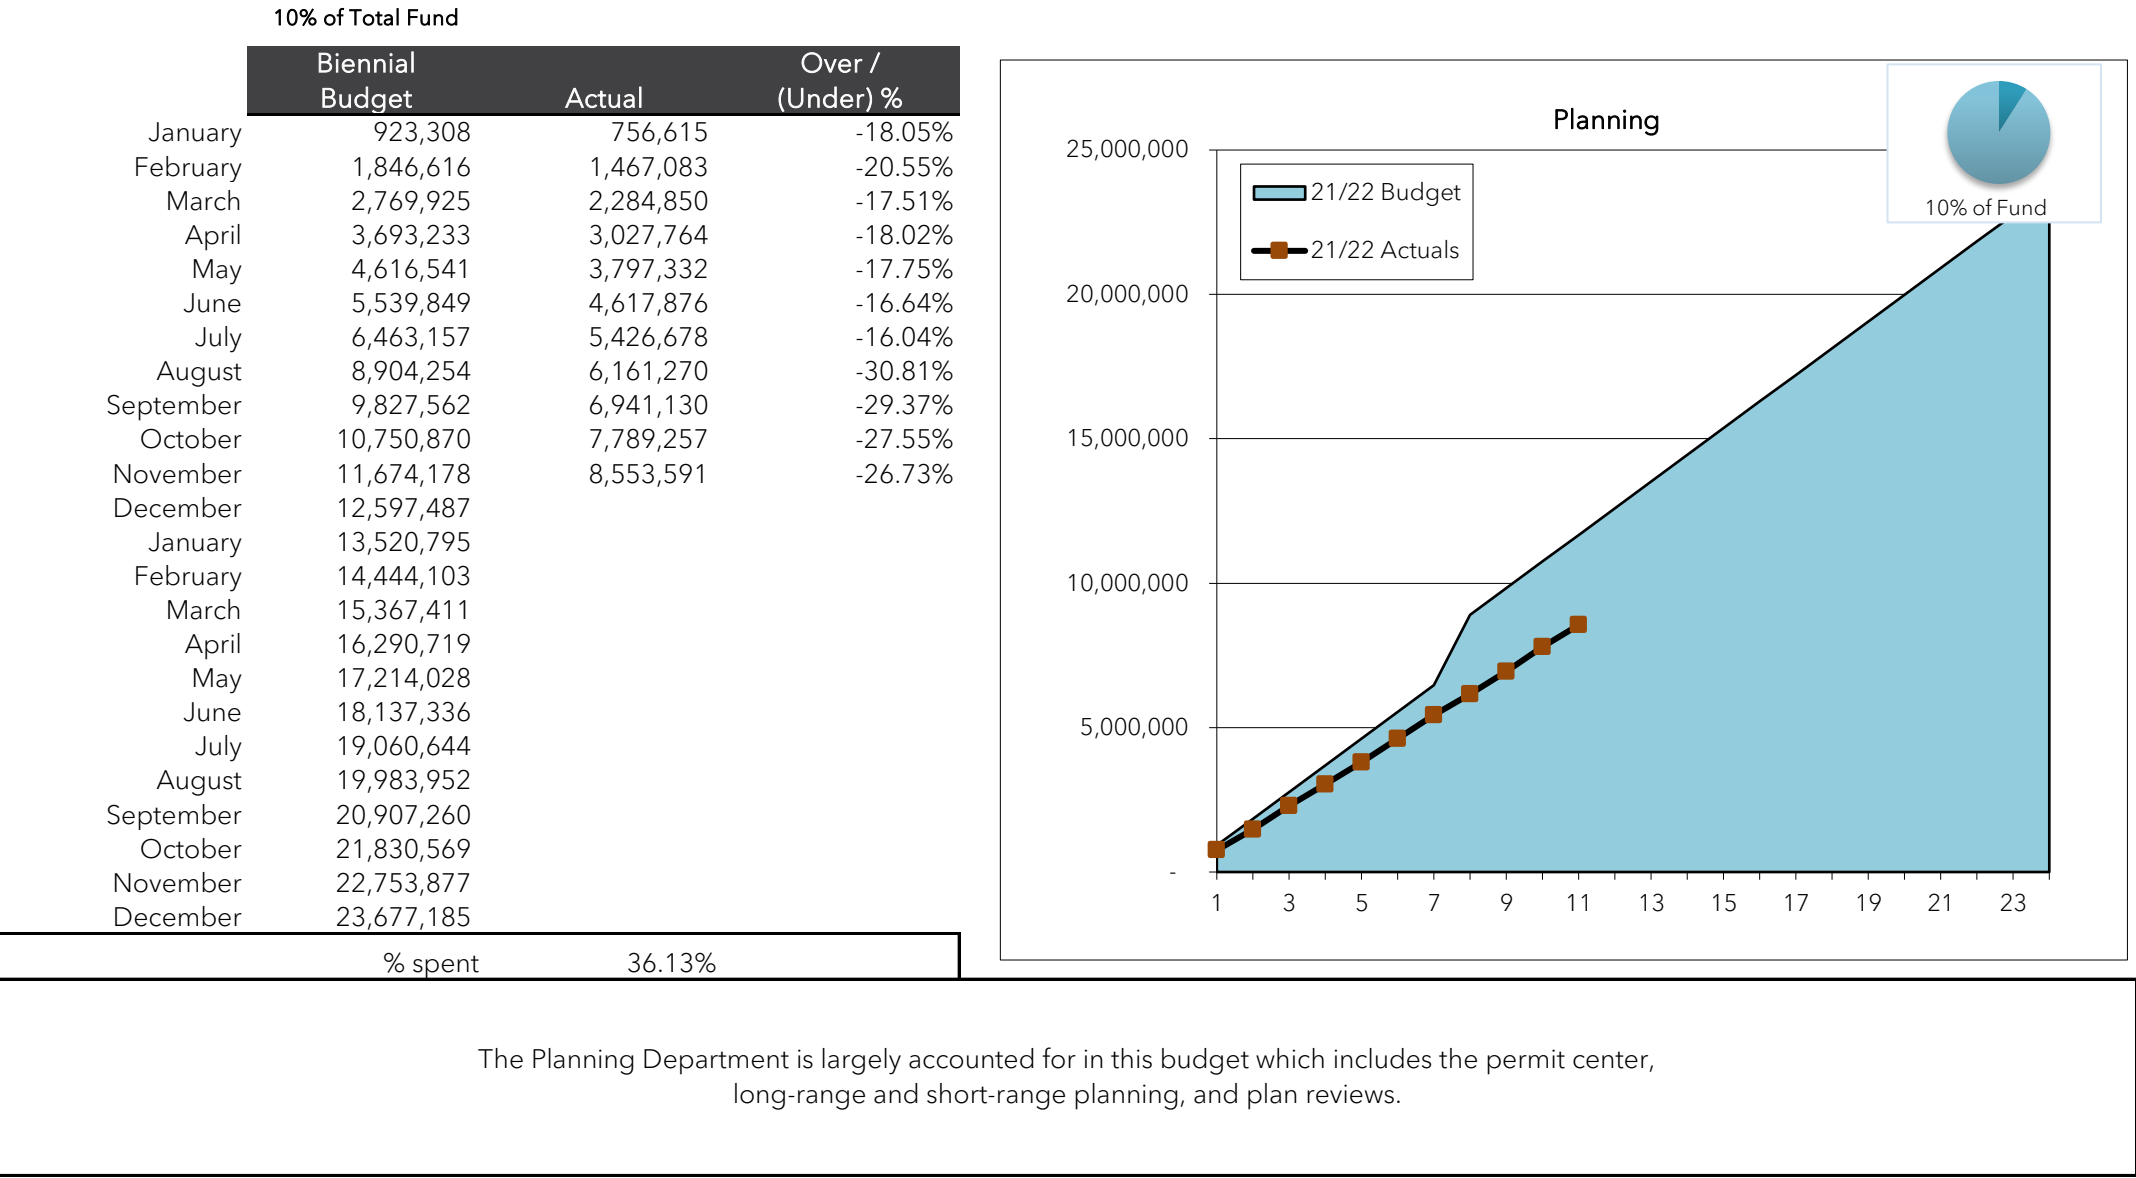 10% of Total Fund
Biennial Budget Actual Over / (Under) %
January 923,308 756,615 -18.05%
February 1,846,616 1,467,083 -20.55%
March 2,769,925 2,284,850 -17.51%
April 3,693,233 3,027,764 -18.02%
May 4,616,541 3,797,332 -17.75%
June 5,539,849 4,617,876 -16.64%
July 6,463,157 5,426,678 -16.04%
August 8,904,254 6,161,270 -30.81%
September 9,827,562 6,941,130 -29.37%
October 10,750,870 7,789,257 -27.55%
November 11,674,178 8,553,591 -26.73%
December 12,597,487
January 13,520,795
February 14,444,103
March 15,367,411
April 16,290,719
May 17,214,028
June 18,137,336
July 19,060,644
August 19,983,952
September 20,907,260
October 21,830,569
November 22,753,877
December 23,677,185
% spent 36.13%
Planning
10% of Fund
21/22 Budget
21/22 Actuals
25,000,000
20,000,000
15,000,000
10,000,000
5,000,000
-
1 3 5 7 9 11 13 15 17 19 21 23
The Planning Department is largely accounted for in this budget which includes the permit center,
long-range and short-range planning, and plan reviews.